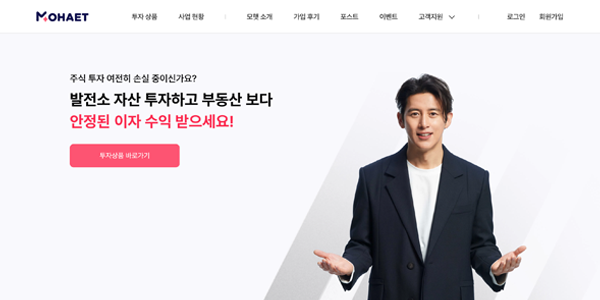 MOHAET
투자 상품 사업 현황 모햇 소개 가입 후기 포스트 이벤트 고객지원 로그인 회원가입
주식 투자 여전히 손실 중이신가요?
발전소 자산 투자하고 부동산 보다
안정된 이자 수익 받으세요!
투자상품 바로가기